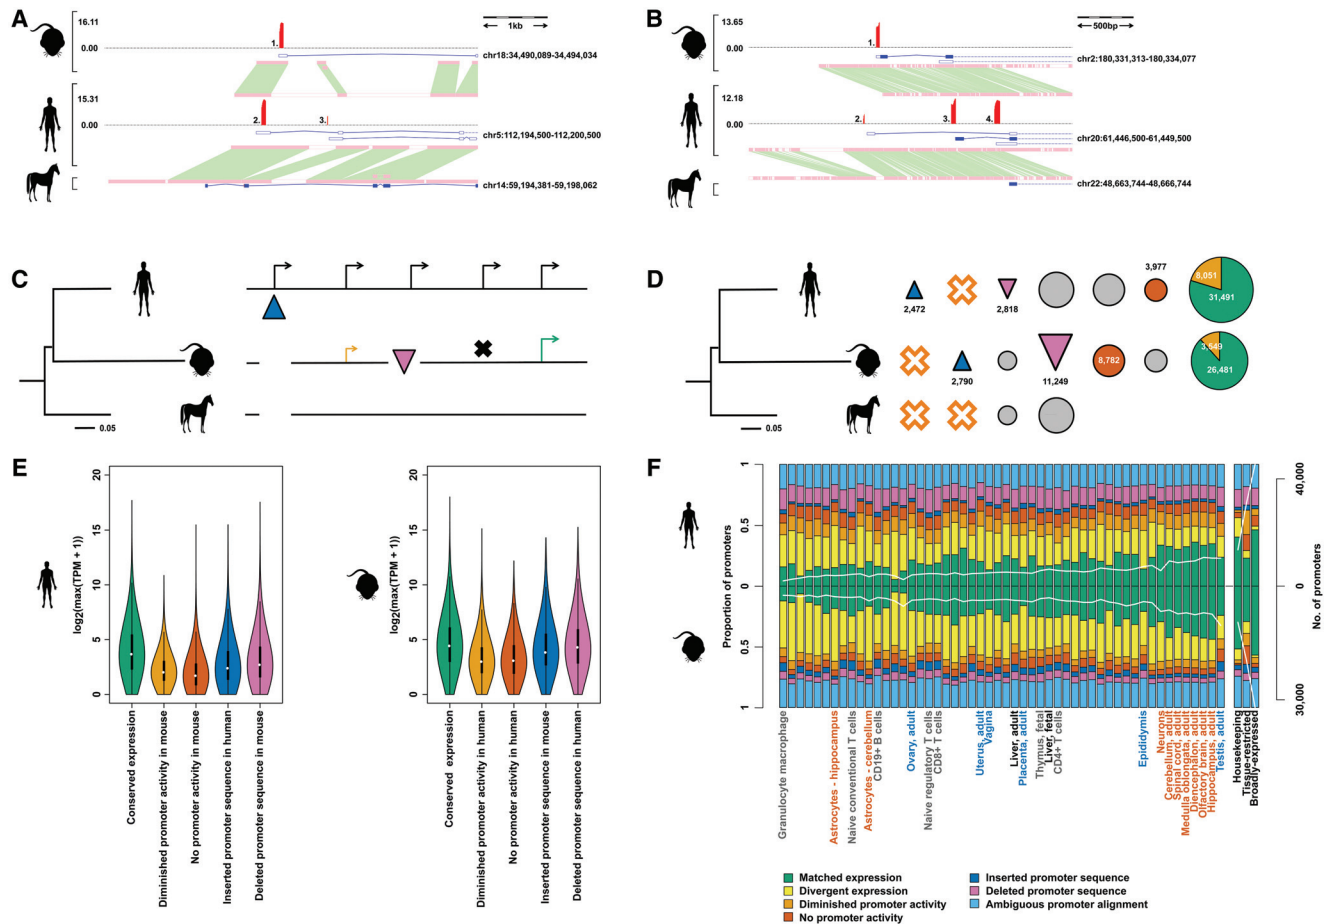 A
16.11
0.00
1.
1kb
chr18:34,490,089-34,494,034
15.31
0.00
2.
3.
chr5:112,194,500-112,200,500
chr14:59,194,381-59,198,062
B
13.65
0.00
1.
500bp
chr2:180,331,313-180,334,077
12.18
0.00
2.
3.
4.
chr20:61,446,500-61,449,500
chr22:48,663,744-48,666,744
C
0.05
D
2,472
2,818
3,977
8,051
31,491
2,790
11,249
8,782
3,649
26,481
0.05
E
log2(max(TPM + 1))
20
15
10
5
0
Conserved expression
Diminished promoter activity in mouse
No promoter activity in mouse
Inserted promoter sequence in human
Deleted promoter sequence in mouse
log2(max(TPM + 1))
20
15
10
5
0
Conserved expression
Diminished promoter activity in human
No promoter activity in human
Inserted promoter sequence in mouse
Deleted promoter sequence in human
F
Proportion of promoters
1
0.5
0
0.5
1
No. of promoters
40,000
0
30,000
Granulocyte macrophage
Astrocytes - hippocampus
Naive conventional T cells
Astrocytes - cerebellum
CD19+ B cells
Ovary, adult
Naive regulatory T cells
CD8+ T cells
Uterus, adult
Vagina
Liver, adult
Placenta, adult
Thymus, fetal
Liver, fetal
CD4+ T cells
Epididymis
Neurons
Cerebellum, adult
Spinal cord, adult
Medulla oblongata, adult
Diencephalon, adult
Olfactory brain, adult
Hippocampus, adult
Testis, adult
Housekeeping
Tissue-restricted
Broadly-expressed
Matched expression
Divergent expression
Diminished promoter activity
No promoter activity
Inserted promoter sequence
Deleted promoter sequence
Ambiguous promoter alignment